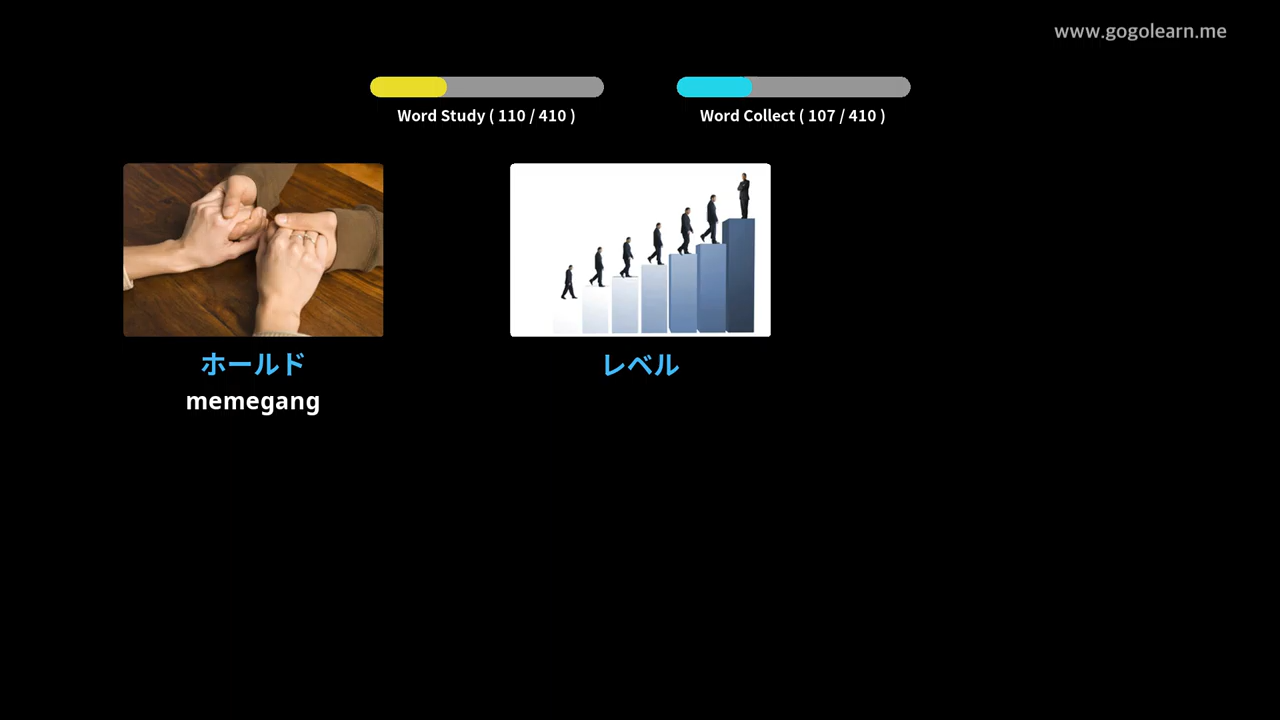 www.gogolearn.me
Word Study ( 110 / 410 )
Word Collect ( 107 / 410 )
ホールド
memegang
レベル